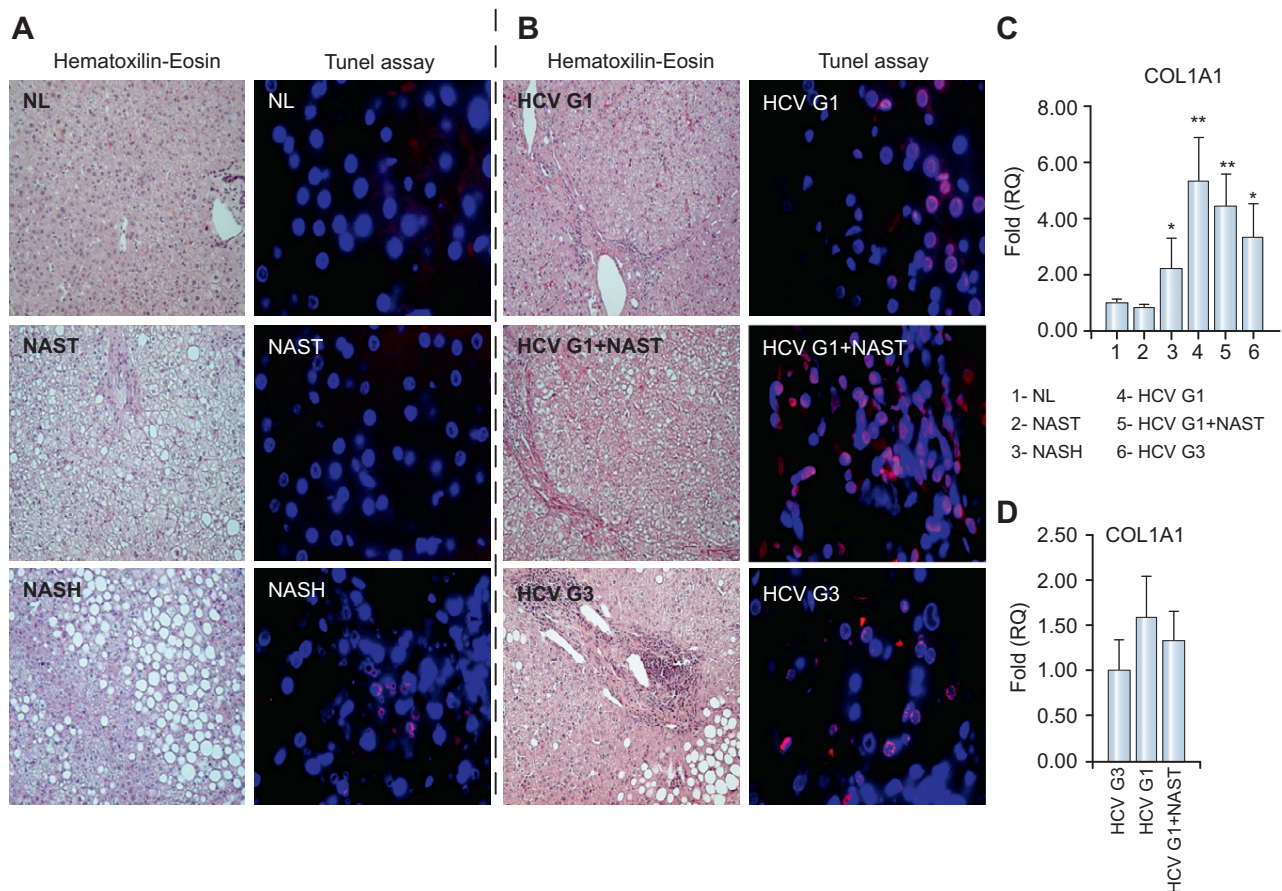 A
Hematoxilin-Eosin
Tunel assay
NL
NL
NAST
NAST
NASH
NASH
B
Hematoxilin-Eosin
Tunel assay
HCV G1
HCV G1
HCV G1+NAST
HCV G1+NAST
HCV G3
HCV G3
C
COL1A1
Fold (RQ)
8.00
6.00
4.00
2.00
0.00
* ** ** *
1 2 3 4 5 6
1- NL
2- NAST
3- NASH
4- HCV G1
5- HCV G1+NAST
6- HCV G3
D
COL1A1
Fold (RQ)
2.50
2.00
1.50
1.00
0.50
0.00
HCV G3
HCV G1
HCV G1+NAST